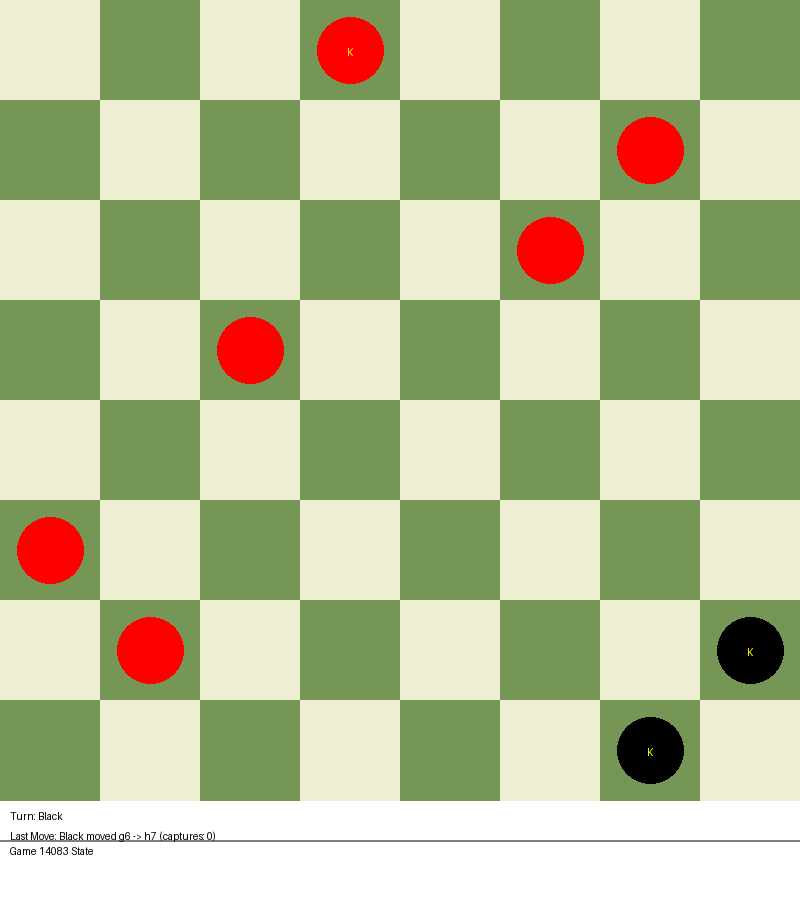 K
K
K
Turn: Black
Last Move: Black moved g6 -> h7 (captures: 0)
Game 14083 State